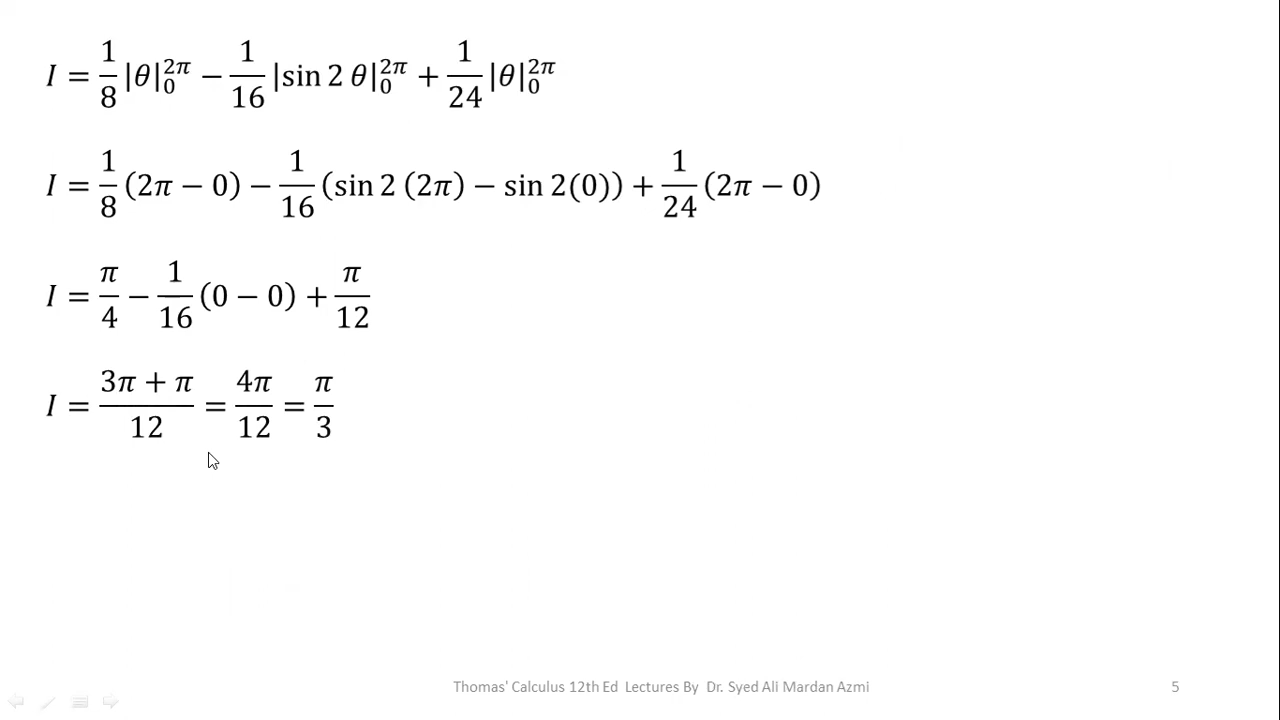 I = 1/8 |θ|₀^{2π} − 1/16 |sin 2 θ|₀^{2π} + 1/24 |θ|₀^{2π}
I = 1/8 (2π − 0) − 1/16 (sin 2 (2π) − sin 2(0)) + 1/24 (2π − 0)
I = π/4 − 1/16 (0 − 0) + π/12
I = (3π + π)/12 = 4π/12 = π/3
Thomas' Calculus 12th Ed Lectures By Dr. Syed Ali Mardan Azmi
5